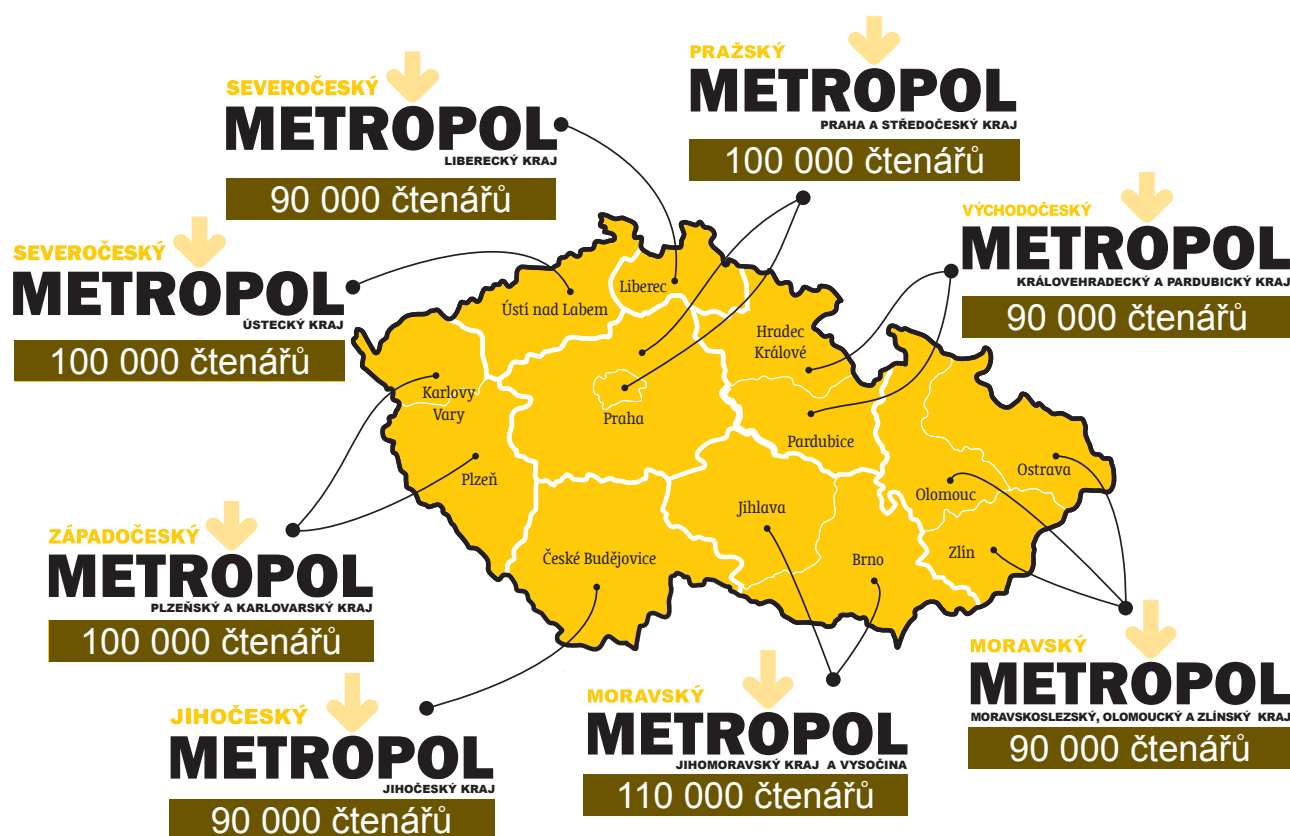 PRAŽSKÝ
METROPOL
PRAHA A STŘEDOČESKÝ KRAJ
100 000 čtenářů
SEVEROČESKÝ
METROPOL
LIBERECKÝ KRAJ
90 000 čtenářů
VÝCHODOČESKÝ
METROPOL
KRÁLOVEHRADECKÝ A PARDUBICKÝ KRAJ
90 000 čtenářů
SEVEROČESKÝ
METROPOL
ÚSTECKÝ KRAJ
100 000 čtenářů
Liberec
Ústí nad Labem
Hradec
Králové
Karlovy
Vary
Praha
Pardubice
Plzeň
Ostrava
Olomouc
Jihlava
České Budějovice
Brno
Zlín
ZÁPADOČESKÝ
METROPOL
PLZEŇSKÝ A KARLOVARSKÝ KRAJ
100 000 čtenářů
MORAVSKÝ
METROPOL
MORAVSKOSLEZSKÝ, OLOMOUCKÝ A ZLÍNSKÝ KRAJ
90 000 čtenářů
JIHOČESKÝ
METROPOL
JIHOČESKÝ KRAJ
90 000 čtenářů
MORAVSKÝ
METROPOL
JIHOMORAVSKÝ KRAJ A VYSOČINA
110 000 čtenářů